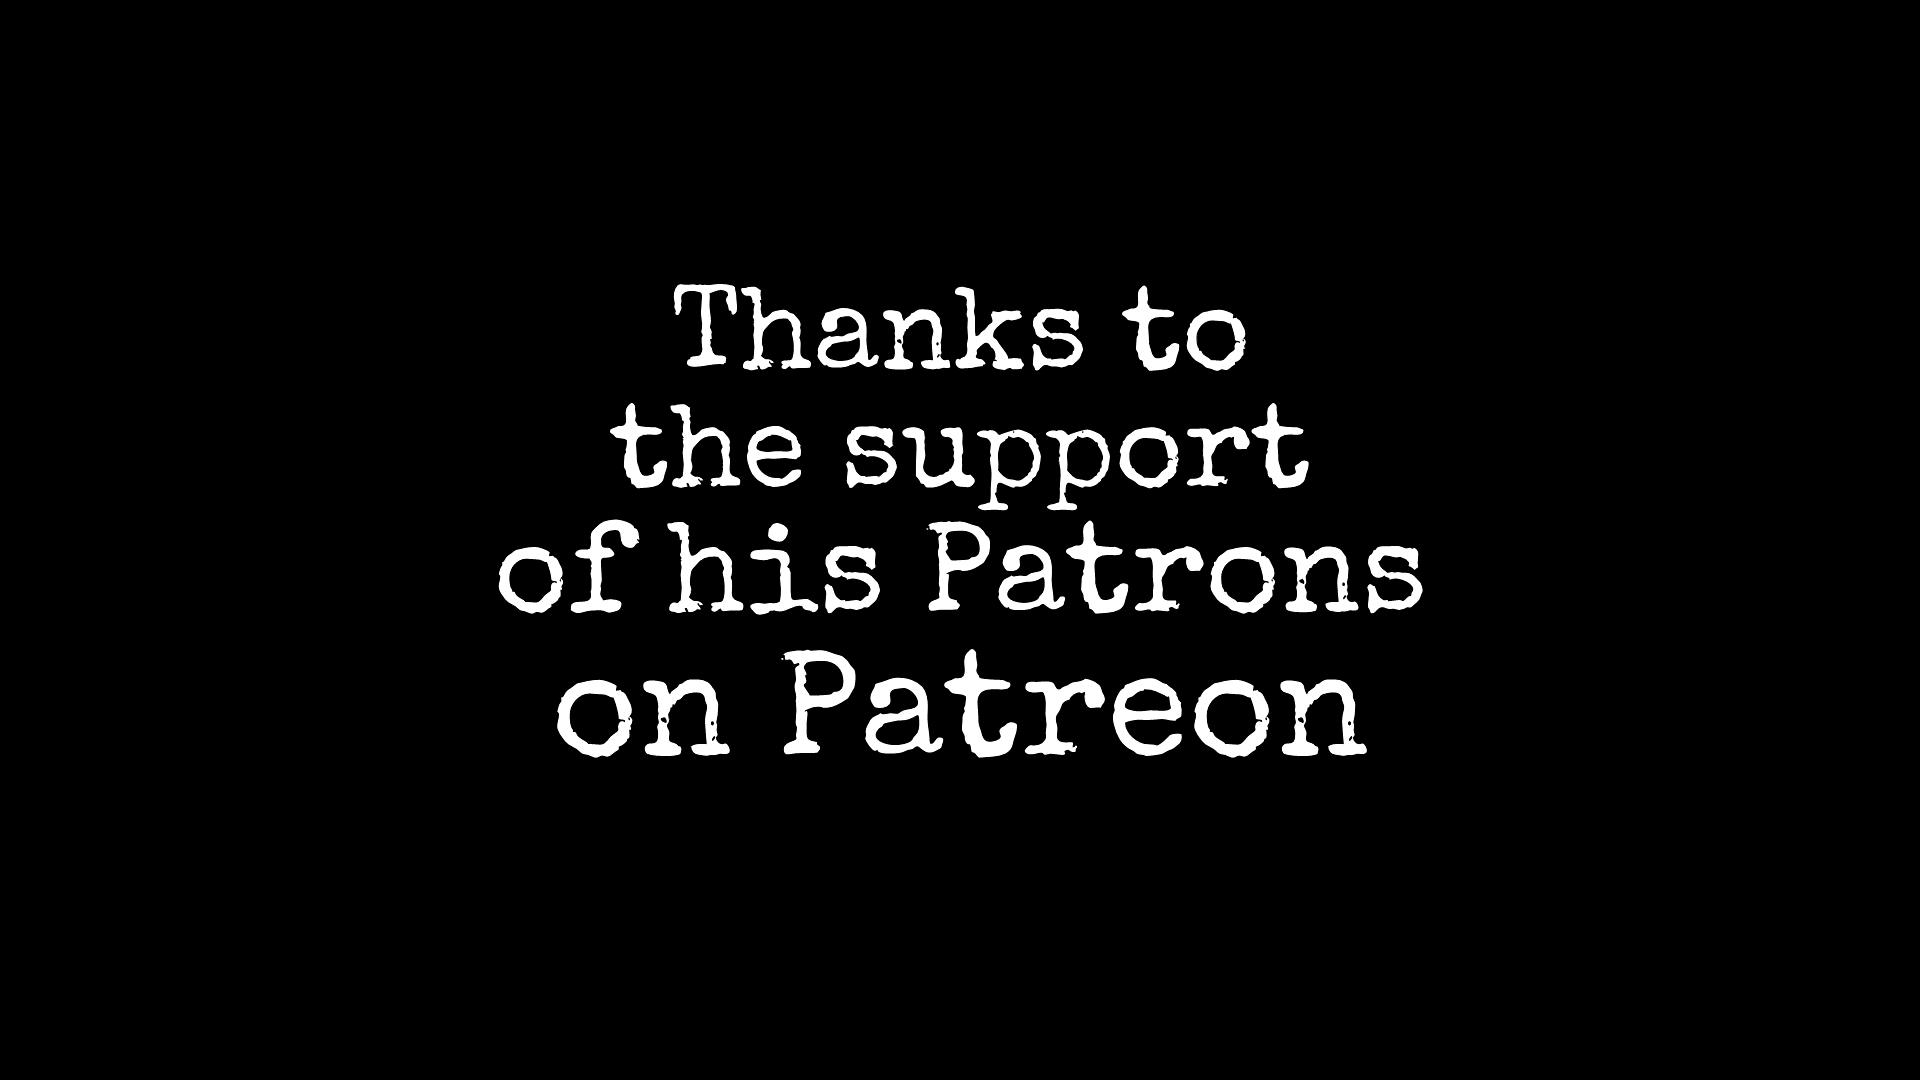 Thanks to
the support
of his Patrons
on Patreon